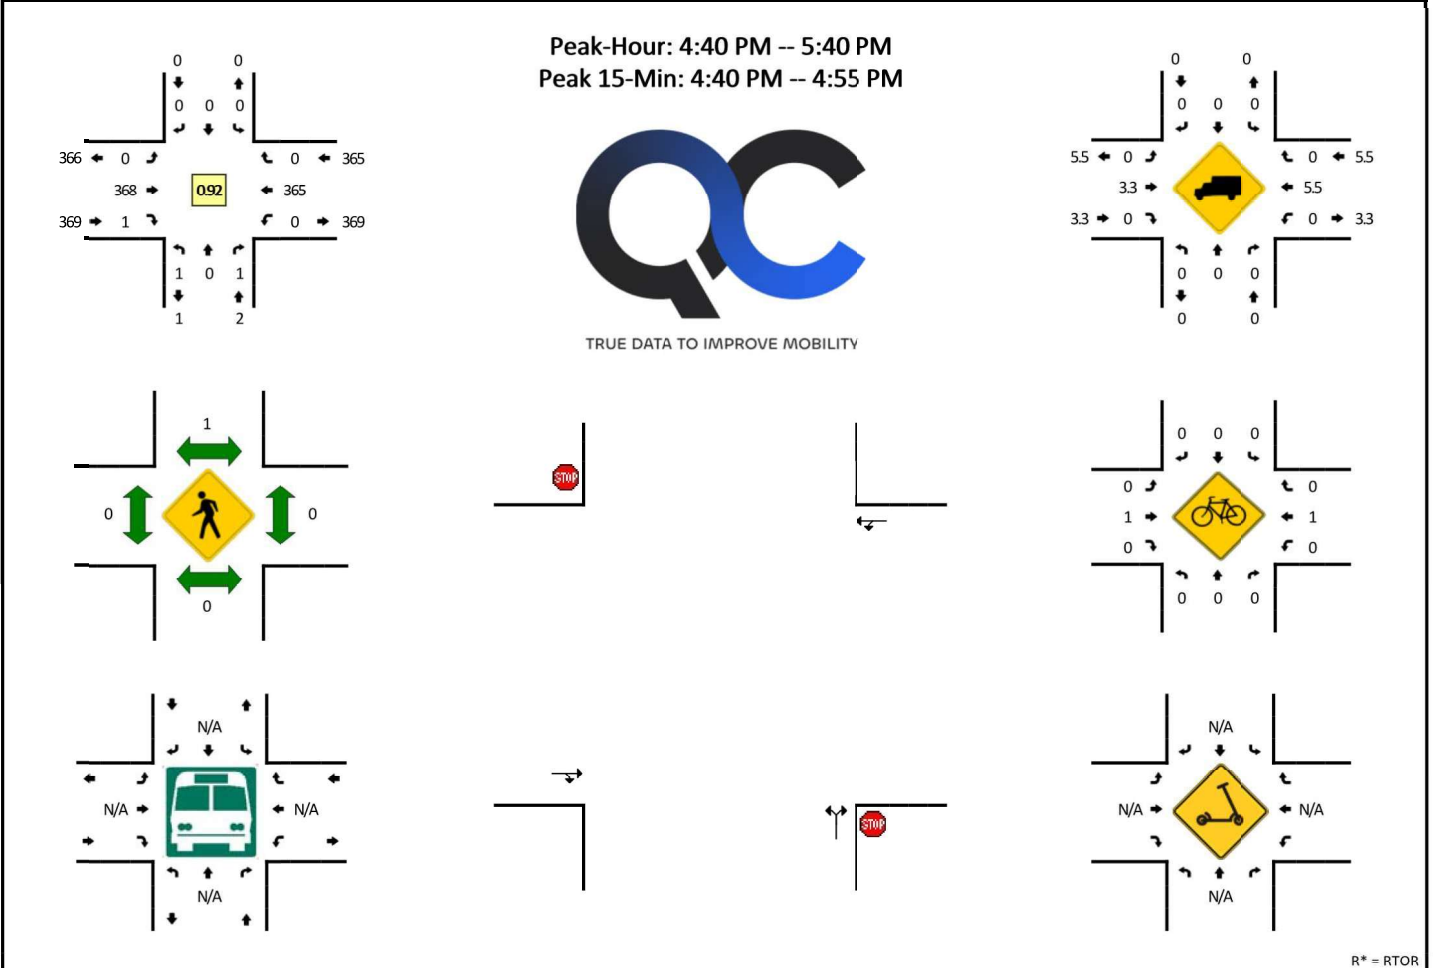 Peak-Hour: 4:40 PM -- 5:40 PM
Peak 15-Min: 4:40 PM -- 4:55 PM
0 0
0 0 0
366 0 0 365
368 0.92 365
369 1 0 369
1 0 1
1 2
QC
TRUE DATA TO IMPROVE MOBILITY
0 0
0 0 0
5.5 0 0 5.5
3.3 5.5
3.3 0 0 3.3
0 0 0
0 0
1
0 0
0
STOP
STOP
0 0 0
0 0
1 1
0 0
0 0 0
N/A
N/A N/A
N/A
N/A
N/A N/A
N/A
R* = RTOR